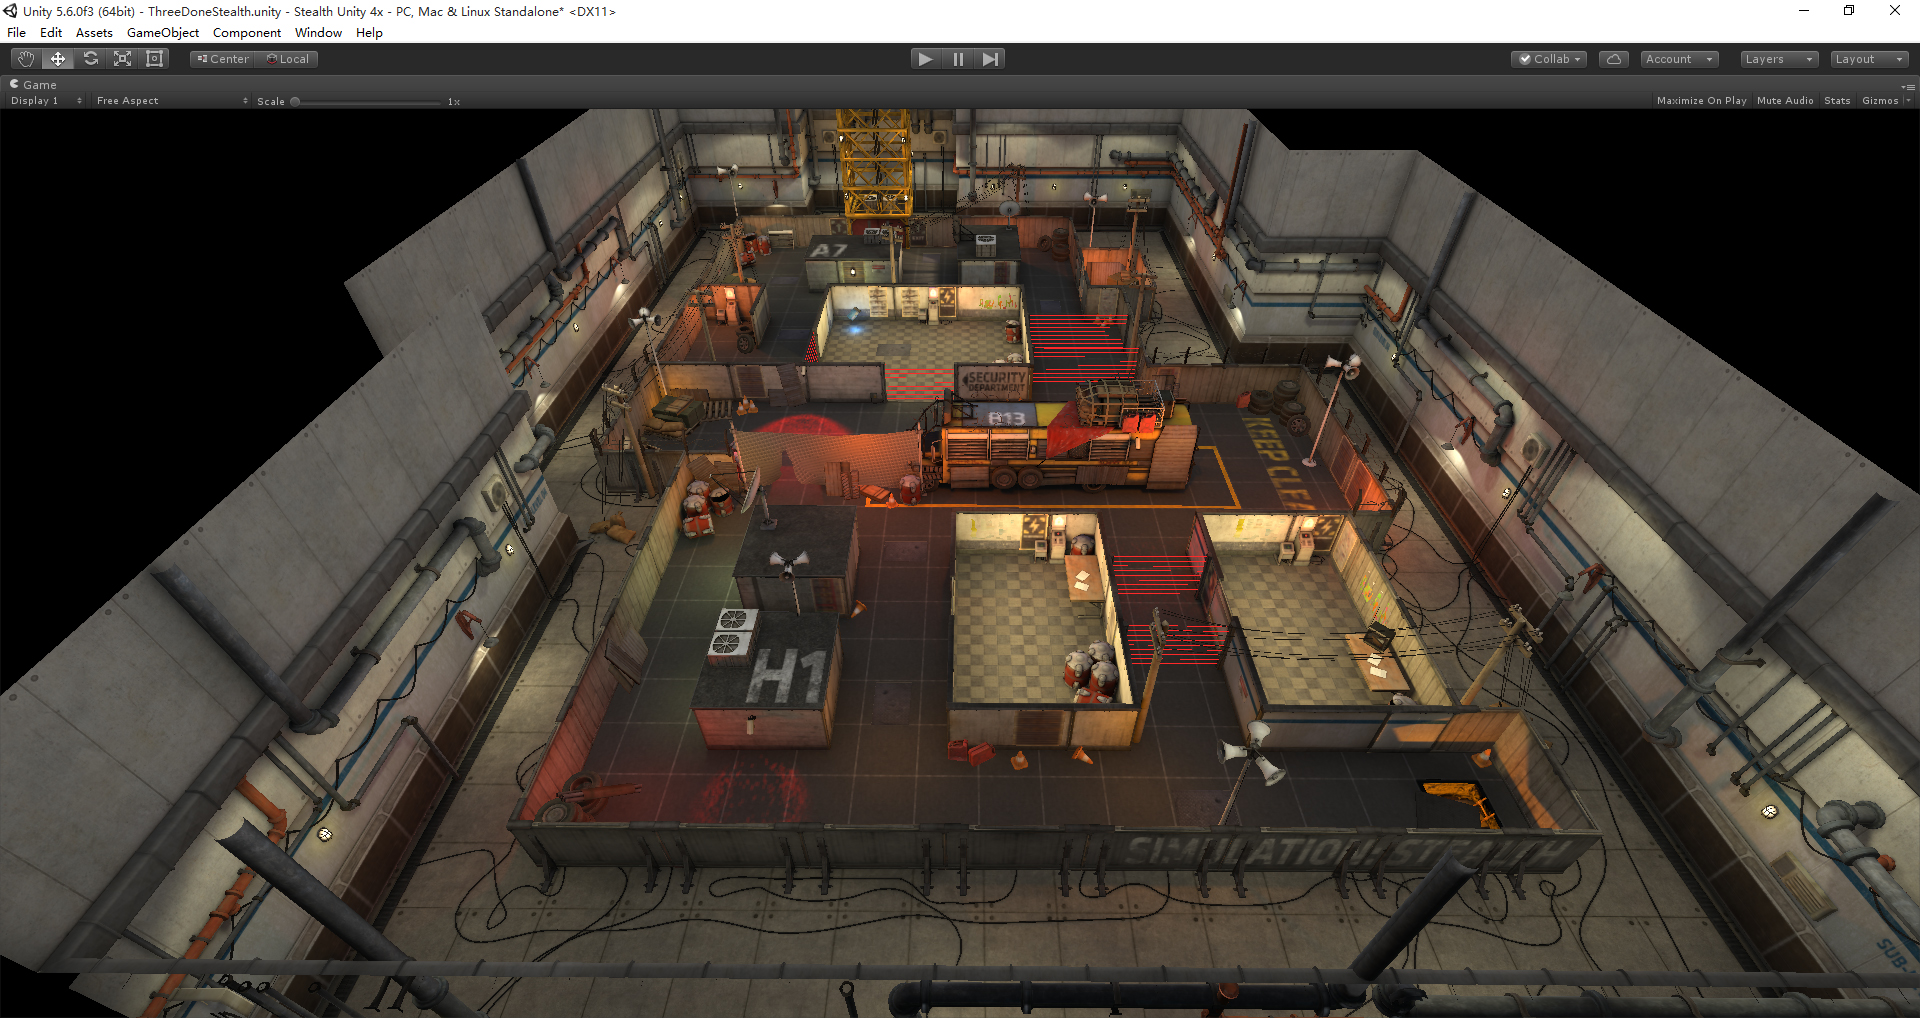 Unity 5.6.0f3 (64bit) - ThreeDoneStealth.unity - Stealth Unity 4x - PC, Mac & Linux Standalone* <DX11>
File Edit Assets GameObject Component Window Help
Center Local Collab Account Layers Layout
Game
Display 1 Free Aspect Scale 1x Maximize On Play Mute Audio Stats Gizmos
A7
SECURITY
DEPARTMENT
B13
KEEP CLEA
H1
SIMULATION: STEALTH
SUB-